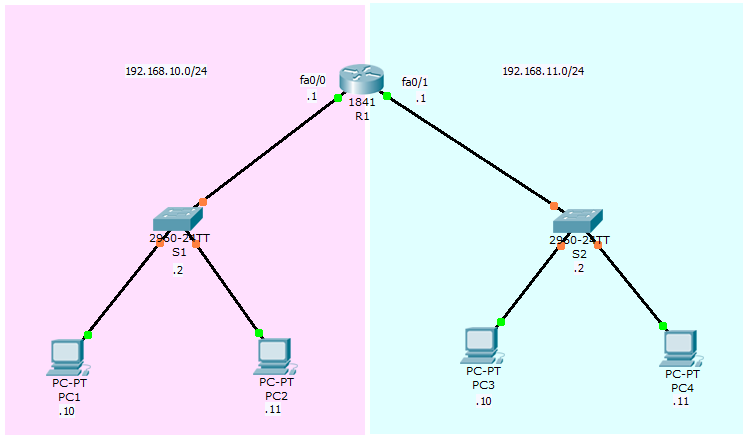 192.168.10.0/24
192.168.11.0/24
fa0/0
.1
fa0/1
.1
1841
R1
2960-24TT
S1
.2
2960-24TT
S2
.2
PC-PT
PC1
.10
PC-PT
PC2
.11
PC-PT
PC3
.10
PC-PT
PC4
.11